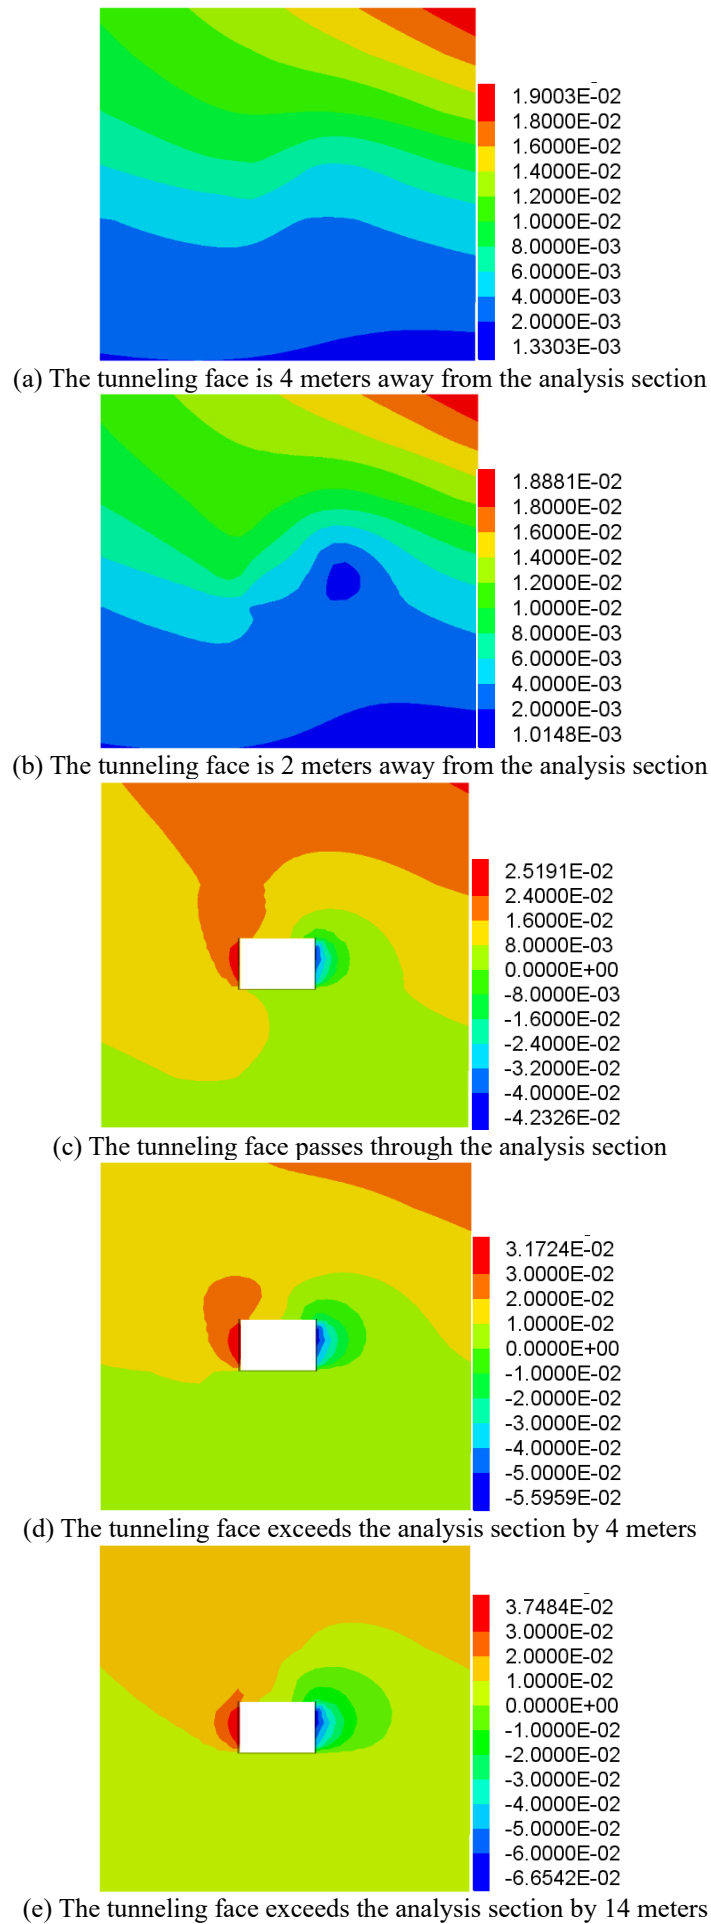 1.9003E-02
1.8000E-02
1.6000E-02
1.4000E-02
1.2000E-02
1.0000E-02
8.0000E-03
6.0000E-03
4.0000E-03
2.0000E-03
1.3303E-03
(a) The tunneling face is 4 meters away from the analysis section
1.8881E-02
1.8000E-02
1.6000E-02
1.4000E-02
1.2000E-02
1.0000E-02
8.0000E-03
6.0000E-03
4.0000E-03
2.0000E-03
1.0148E-03
(b) The tunneling face is 2 meters away from the analysis section
2.5191E-02
2.4000E-02
1.6000E-02
8.0000E-03
0.0000E+00
-8.0000E-03
-1.6000E-02
-2.4000E-02
-3.2000E-02
-4.0000E-02
-4.2326E-02
(c) The tunneling face passes through the analysis section
3.1724E-02
3.0000E-02
2.0000E-02
1.0000E-02
0.0000E+00
-1.0000E-02
-2.0000E-02
-3.0000E-02
-4.0000E-02
-5.0000E-02
-5.5959E-02
(d) The tunneling face exceeds the analysis section by 4 meters
3.7484E-02
3.0000E-02
2.0000E-02
1.0000E-02
0.0000E+00
-1.0000E-02
-2.0000E-02
-3.0000E-02
-4.0000E-02
-5.0000E-02
-6.0000E-02
-6.6542E-02
(e) The tunneling face exceeds the analysis section by 14 meters